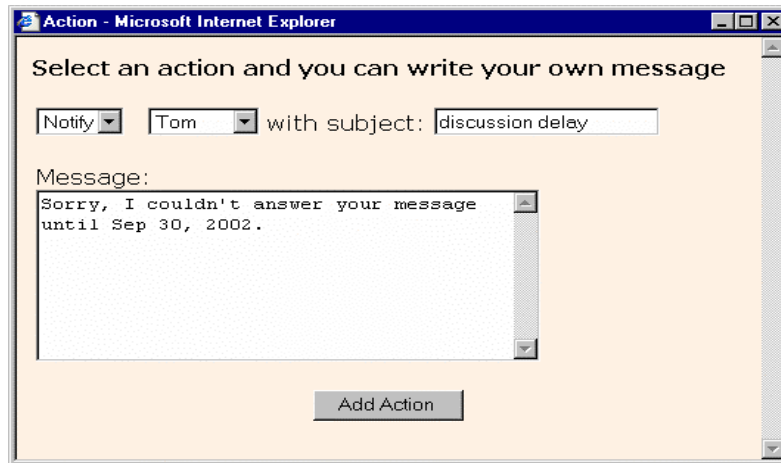 Action - Microsoft Internet Explorer
Select an action and you can write your own message
Notify Tom with subject: discussion delay
Message:
Sorry, I couldn't answer your message
until Sep 30, 2002.
Add Action